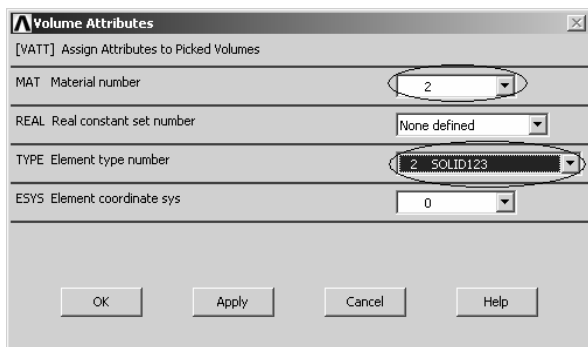 Volume Attributes
[VATT] Assign Attributes to Picked Volumes
MAT Material number 2
REAL Real constant set number None defined
TYPE Element type number 2 SOLID123
ESYS Element coordinate sys 0
OK Apply Cancel Help